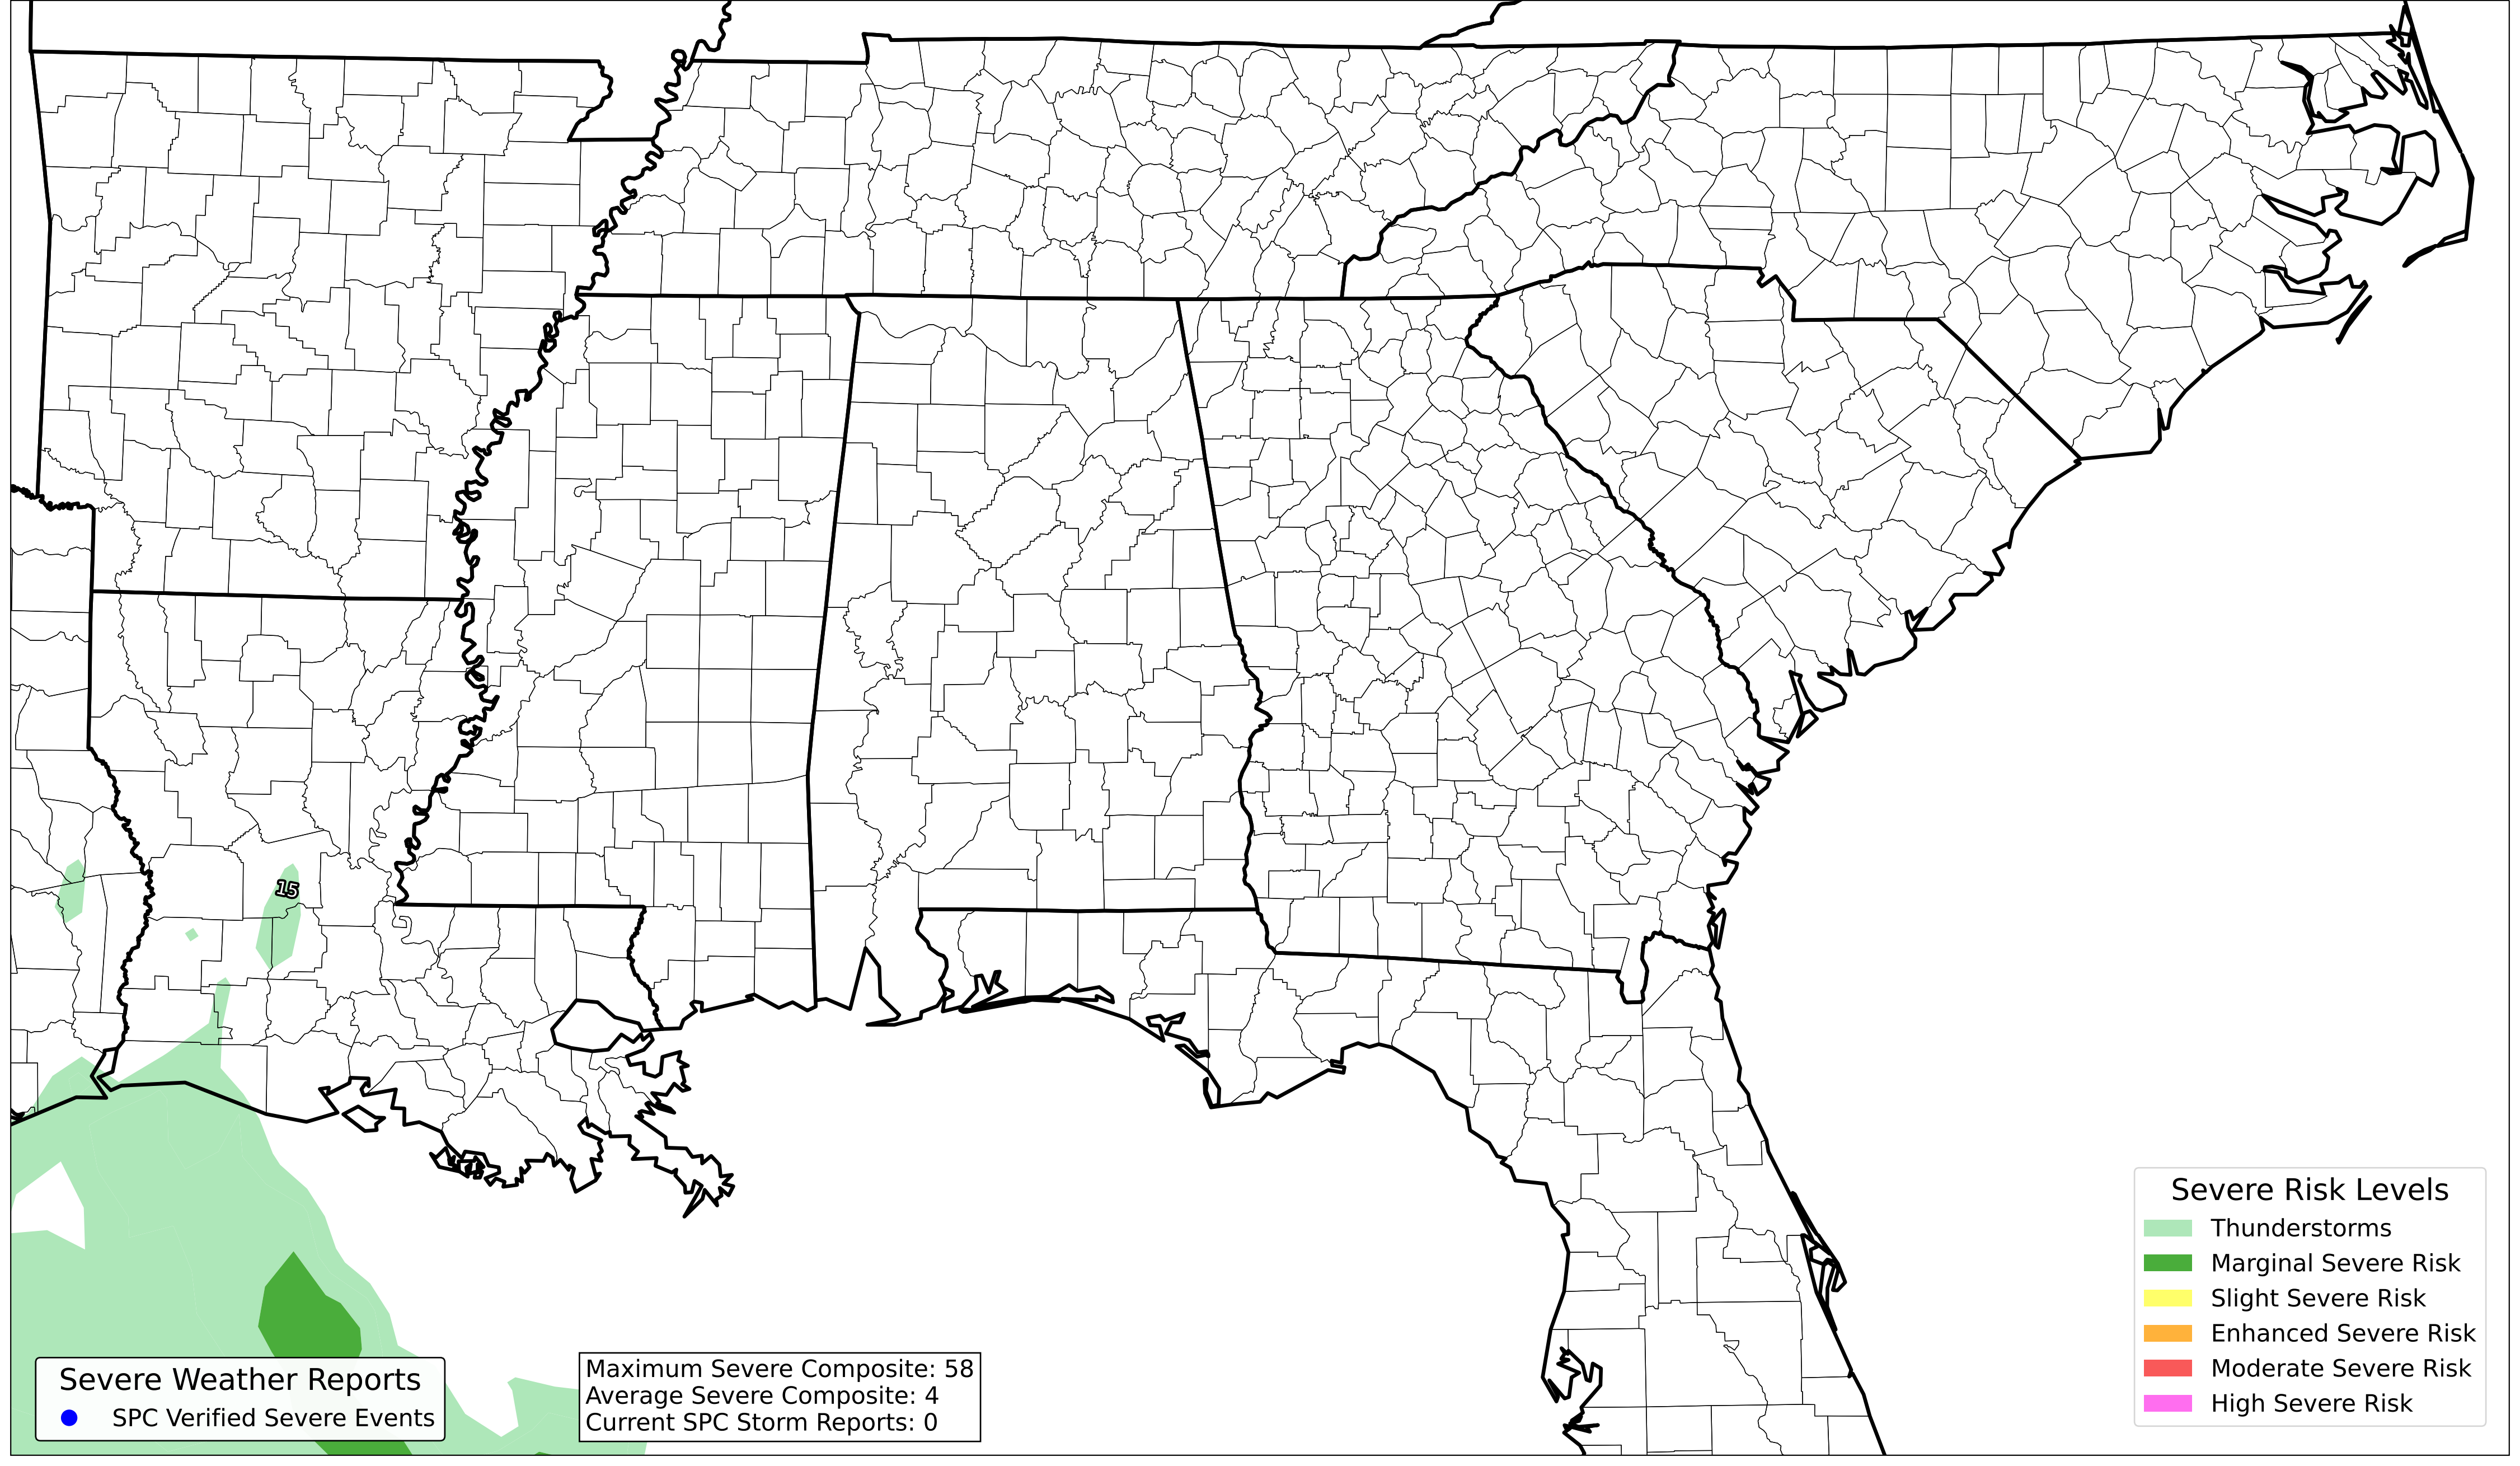 15
Severe Risk Levels
Thunderstorms
Marginal Severe Risk
Slight Severe Risk
Enhanced Severe Risk
Moderate Severe Risk
High Severe Risk
Severe Weather Reports
SPC Verified Severe Events
Maximum Severe Composite: 58
Average Severe Composite: 4
Current SPC Storm Reports: 0